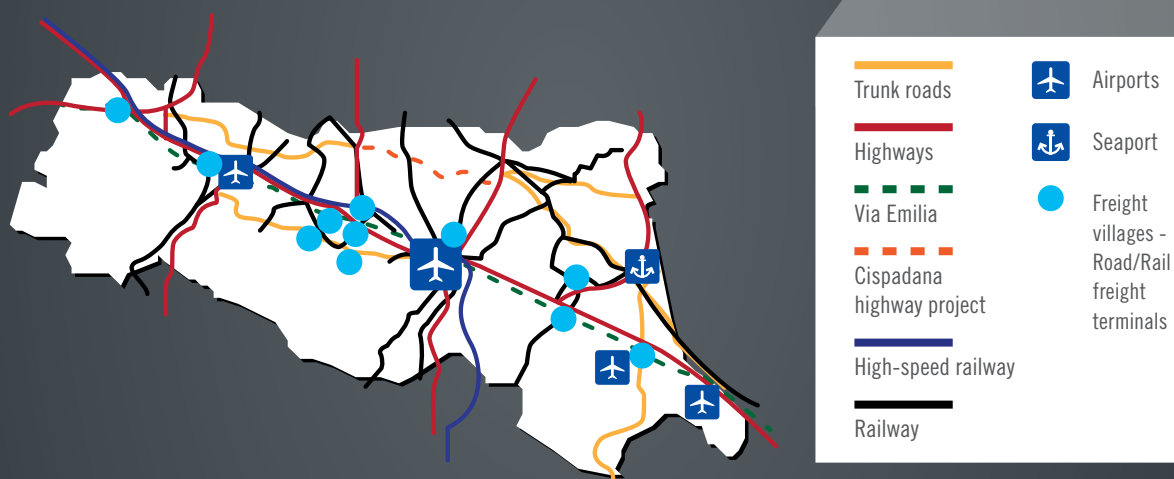 Trunk roads
Highways
Via Emilia
Cispadana
highway project
High-speed railway
Railway
Airports
Seaport
Freight
villages -
Road/Rail
freight
terminals